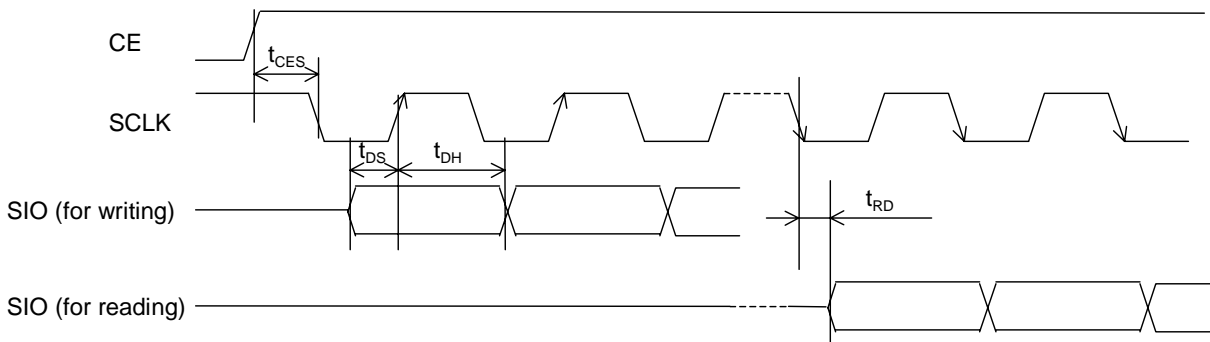 CE
tCES
SCLK
tDS
tDH
SIO (for writing)
tRD
SIO (for reading)